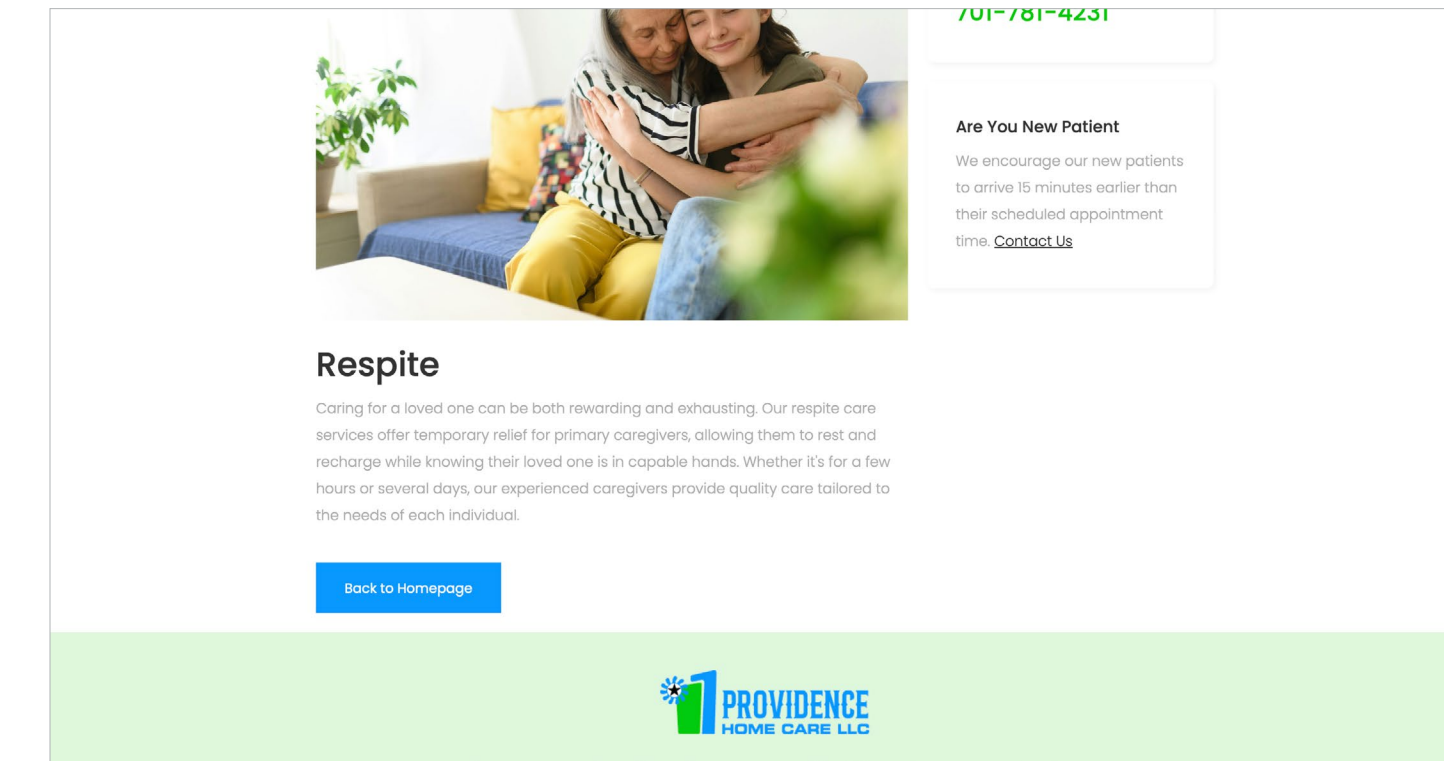 701-781-4231
Are You New Patient
We encourage our new patients
to arrive 15 minutes earlier than
their scheduled appointment
time. Contact Us
Respite
Caring for a loved one can be both rewarding and exhausting. Our respite care
services offer temporary relief for primary caregivers, allowing them to rest and
recharge while knowing their loved one is in capable hands. Whether it's for a few
hours or several days, our experienced caregivers provide quality care tailored to
the needs of each individual.
Back to Homepage
PROVIDENCE
HOME CARE LLC